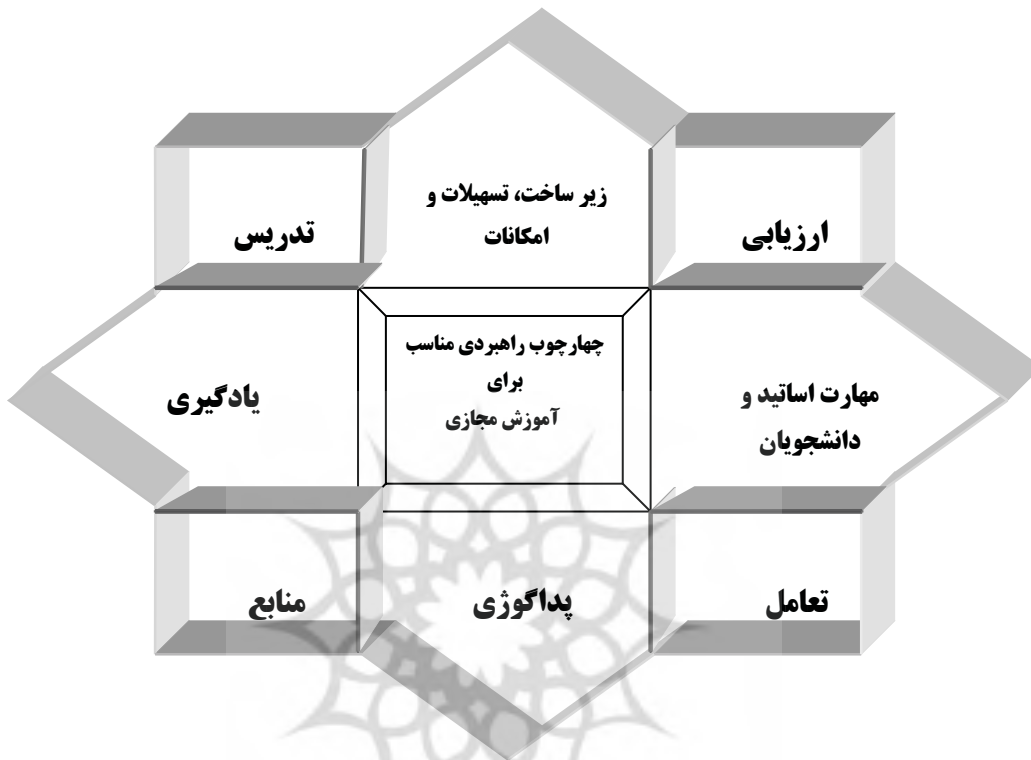 زیر ساخت، تسهیلات و
امکانات
ارزیابی
تدریس
چهارچوب راهبردی مناسب
برای
آموزش مجازی
مهارت اساتید و
دانشجویان
یادگیری
تعامل
پداگوژی
منابع